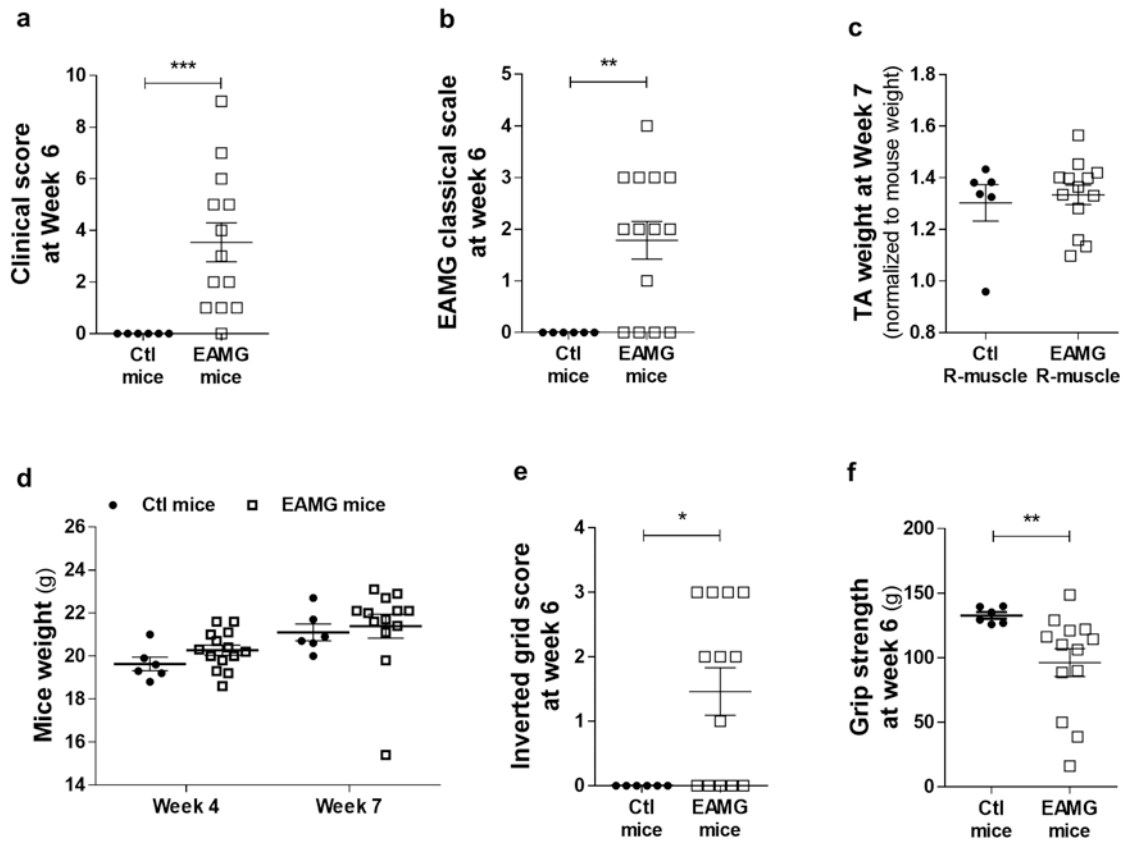 a
Clinical score
at Week 6
***
10
8
6
4
2
0
Ctl
mice
EAMG
mice
b
EAMG classical scale
at week 6
**
5
4
3
2
1
0
Ctl
mice
EAMG
mice
c
TA weight at Week 7
(normalized to mouse weight)
1.8
1.6
1.4
1.2
1.0
0.8
Ctl
R-muscle
EAMG
R-muscle
d
Ctl mice
EAMG mice
Mice weight (g)
26
24
22
20
18
16
14
Week 4
Week 7
e
Inverted grid score
at week 6
*
4
3
2
1
0
Ctl
mice
EAMG
mice
f
Grip strength
at week 6 (g)
**
200
150
100
50
0
Ctl
mice
EAMG
mice